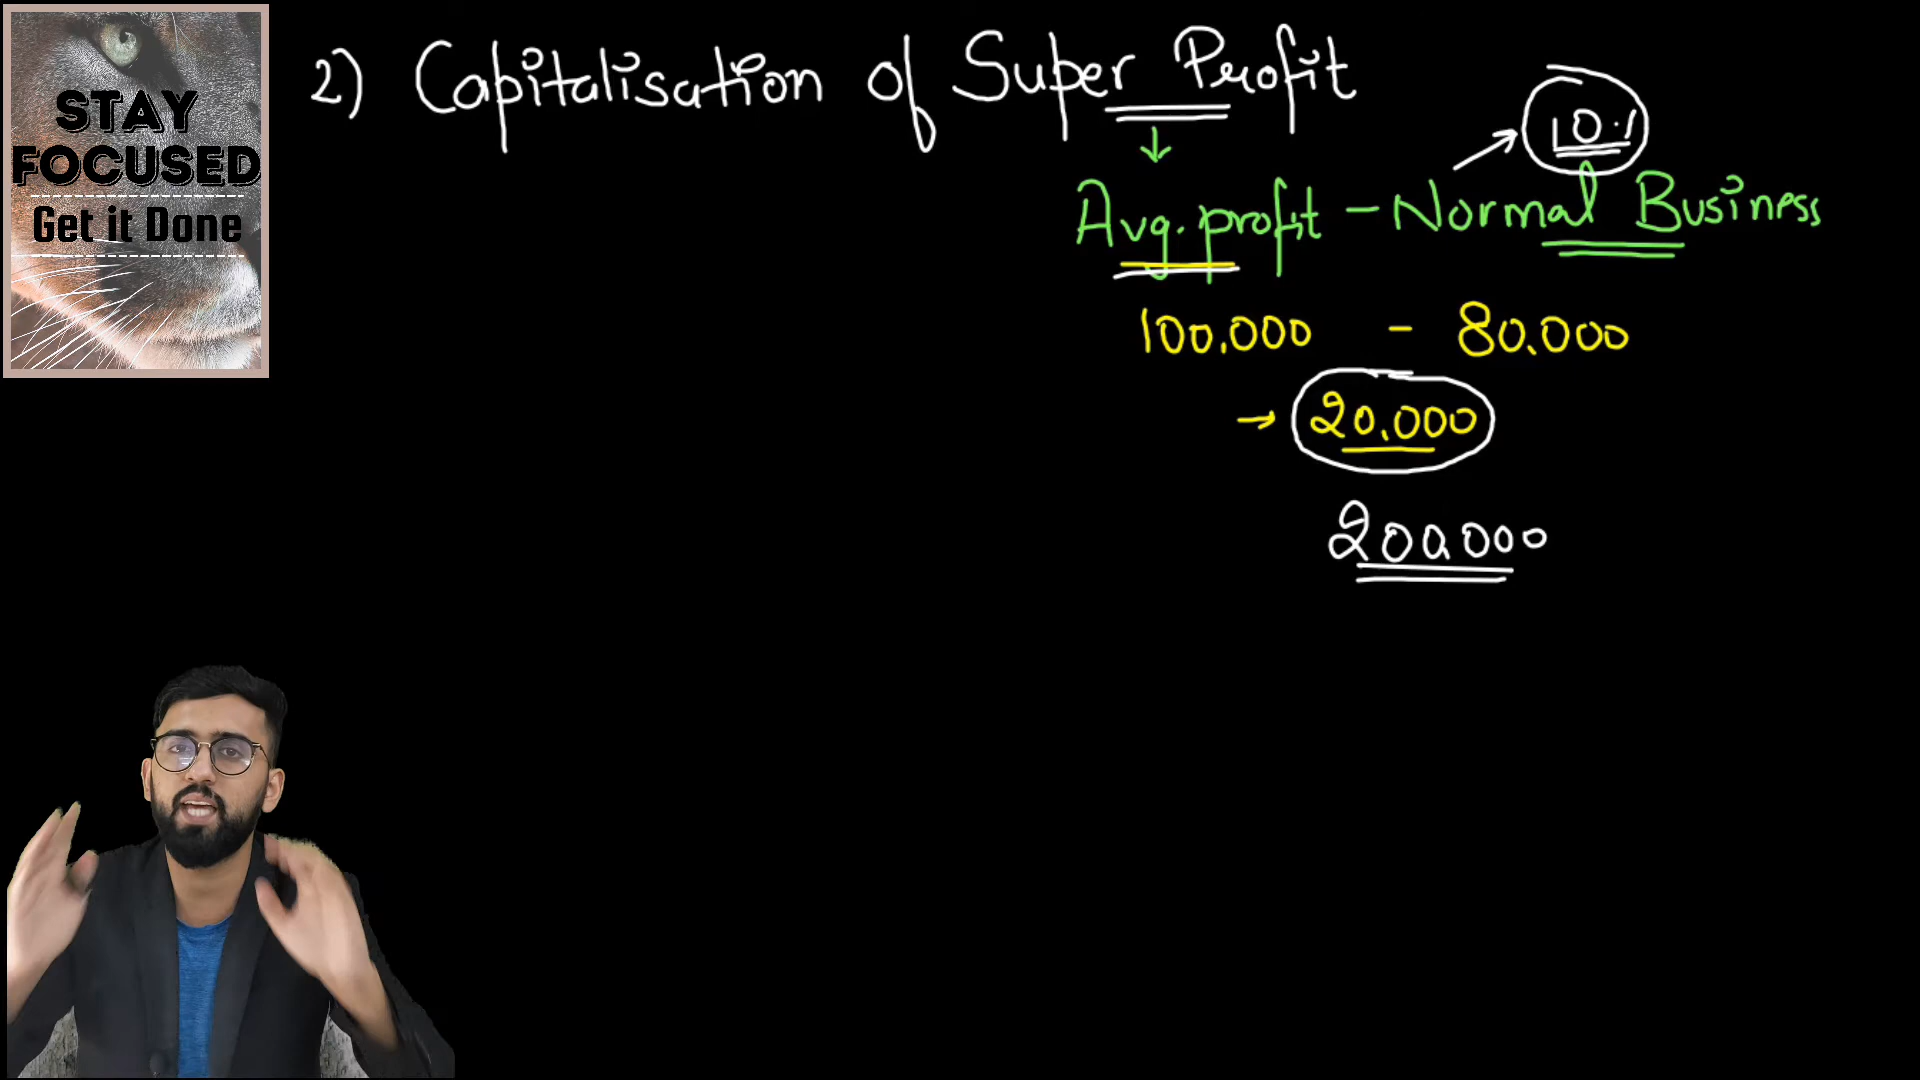 STAY
FOCUSED
Get it Done
2) Capitalisation of Super Profit
10.1
Avg. profit - Normal Business
100.000 - 80.000
→ 20.000
200.000